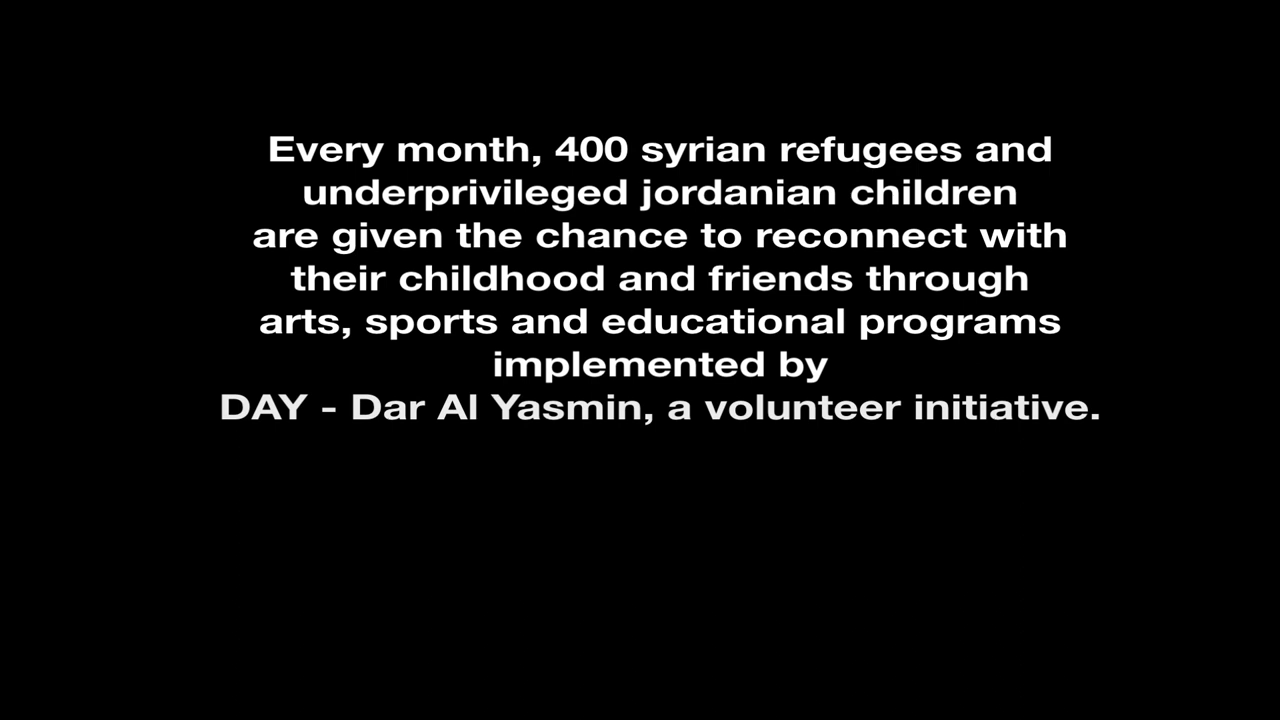 Every month, 400 syrian refugees and
underprivileged jordanian children
are given the chance to reconnect with
their childhood and friends through
arts, sports and educational programs
implemented by
DAY - Dar Al Yasmin, a volunteer initiative.